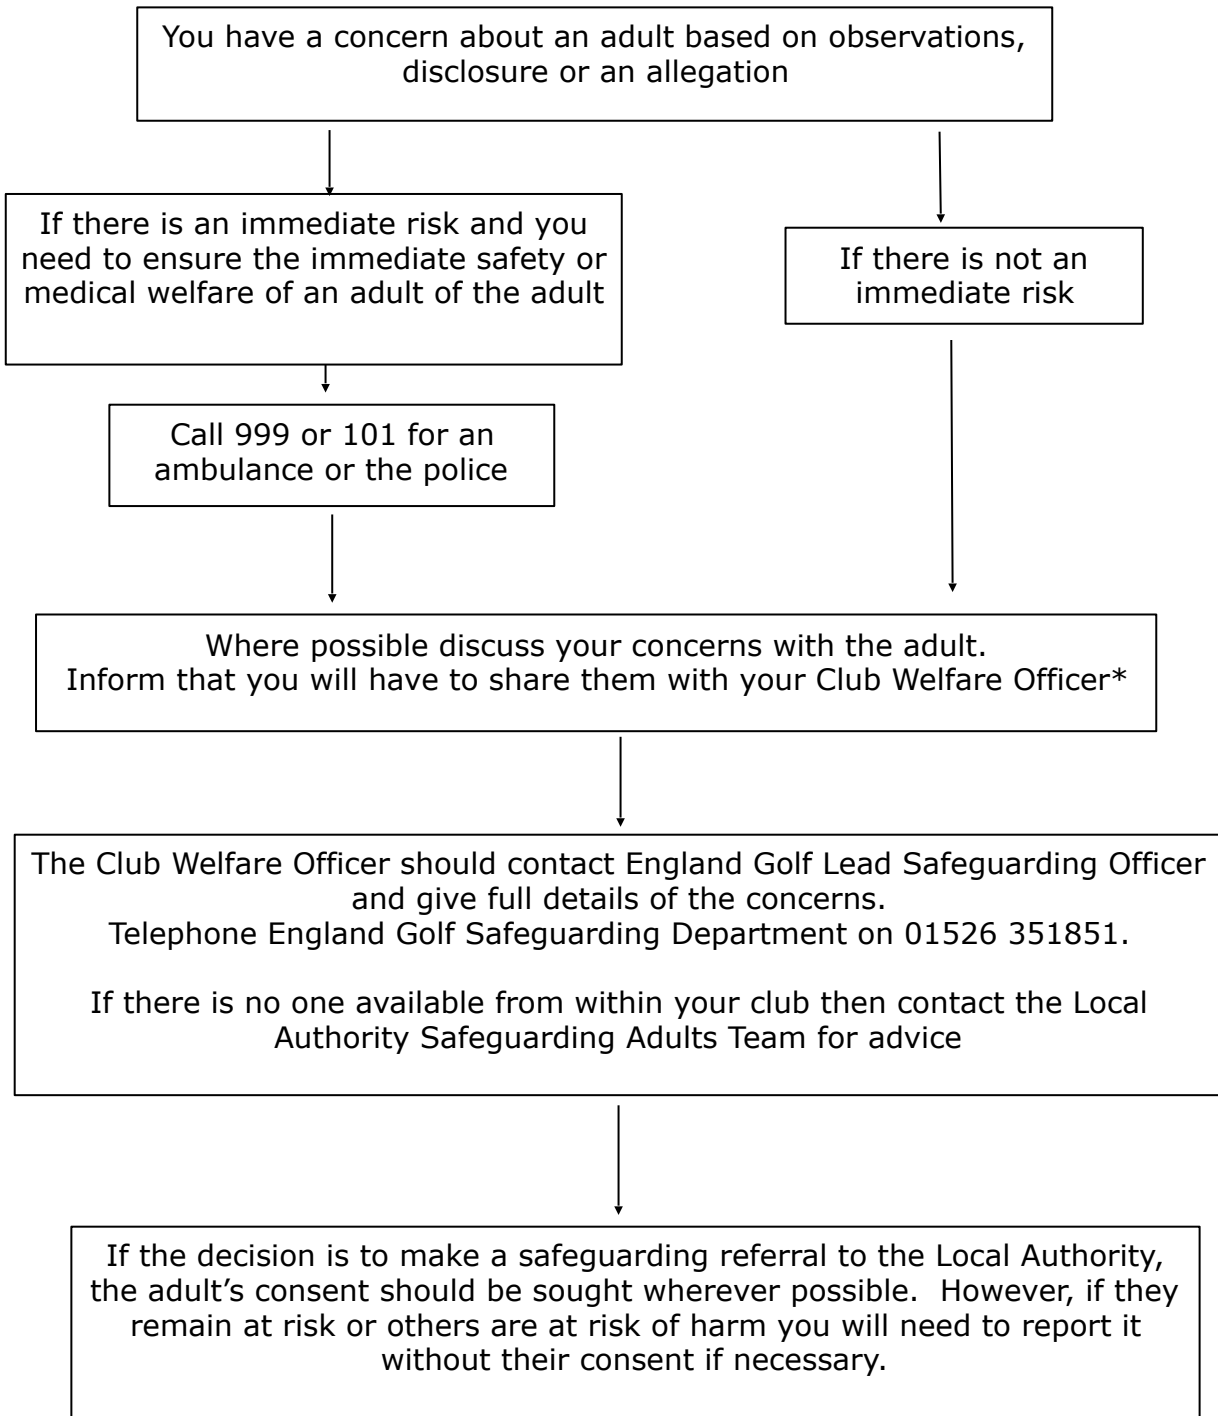 You have a concern about an adult based on observations,
disclosure or an allegation
If there is an immediate risk and you
need to ensure the immediate safety or
medical welfare of an adult of the adult
If there is not an
immediate risk
Call 999 or 101 for an
ambulance or the police
Where possible discuss your concerns with the adult.
Inform that you will have to share them with your Club Welfare Officer*
The Club Welfare Officer should contact England Golf Lead Safeguarding Officer
and give full details of the concerns.
Telephone England Golf Safeguarding Department on 01526 351851.
If there is no one available from within your club then contact the Local
Authority Safeguarding Adults Team for advice
If the decision is to make a safeguarding referral to the Local Authority,
the adult’s consent should be sought wherever possible.  However, if they
remain at risk or others are at risk of harm you will need to report it
without their consent if necessary.